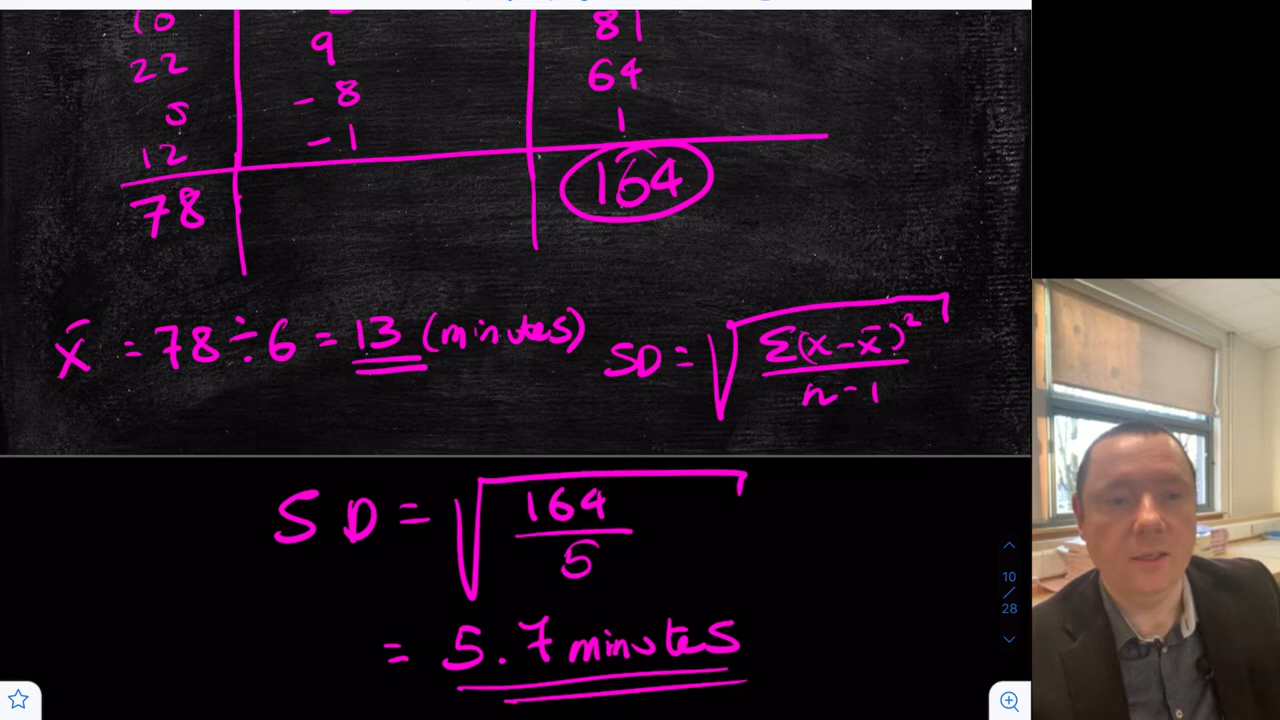 10 81
22 9 64
5 -8 1
12 -1
78 164
x̄ = 78 ÷ 6 = 13 (minutes) SD = √(Σ(x-x̄)²/n-1)
SD = √(164/5)
= 5.7 minutes
10
/
28